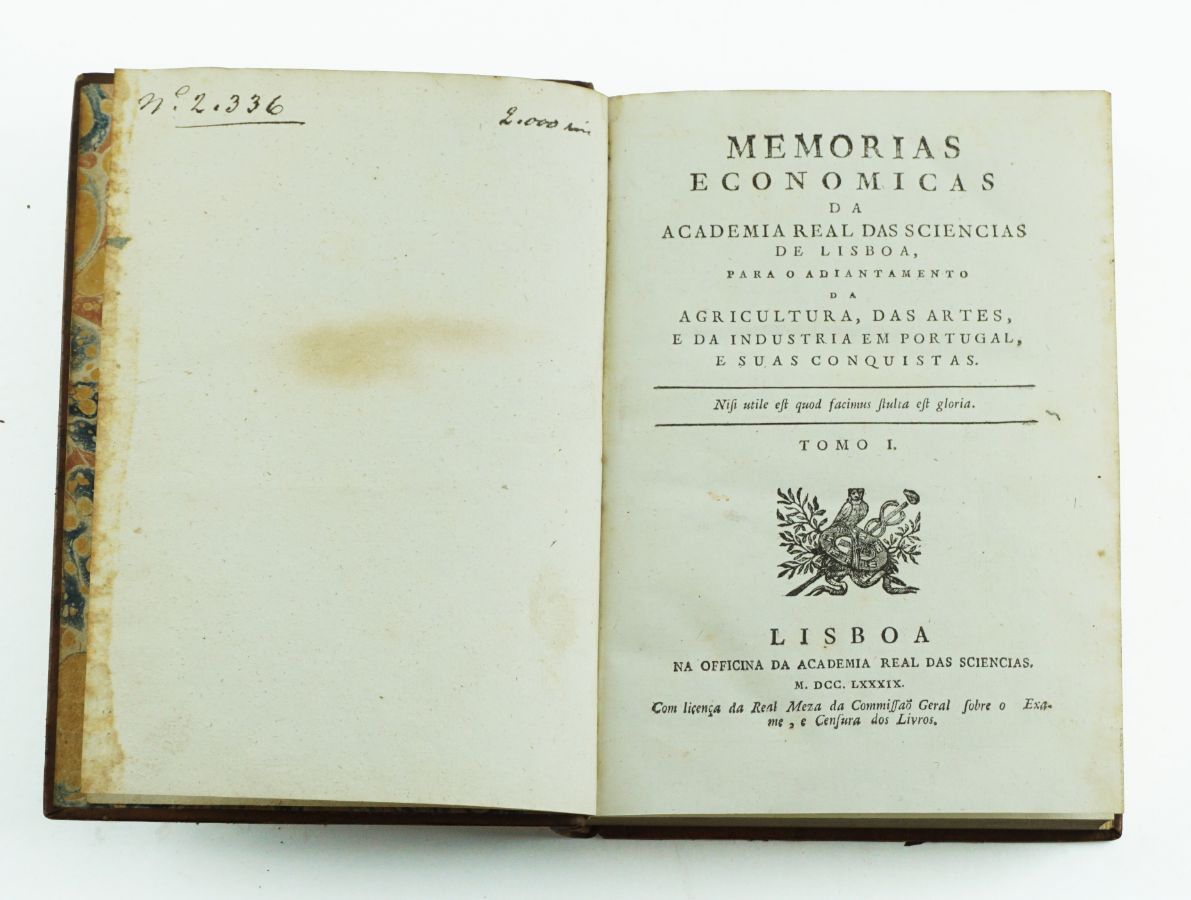 Nº. 2.336
2.000
MEMORIAS
ECONOMICAS
DA
ACADEMIA REAL DAS SCIENCIAS
DE LISBOA,
PARA O ADIANTAMENTO
DA
AGRICULTURA, DAS ARTES,
E DA INDUSTRIA EM PORTUGAL,
E SUAS CONQUISTAS.
Niſi utile eſt quod facimus ſtulta eſt gloria.
TOMO I.
LISBOA
NA OFFICINA DA ACADEMIA REAL DAS SCIENCIAS.
M. DCC. LXXXIX.
Com licença da Real Meza da Commiſſaõ Geral ſobre o Exa-
me, e Cenſura dos Livros.